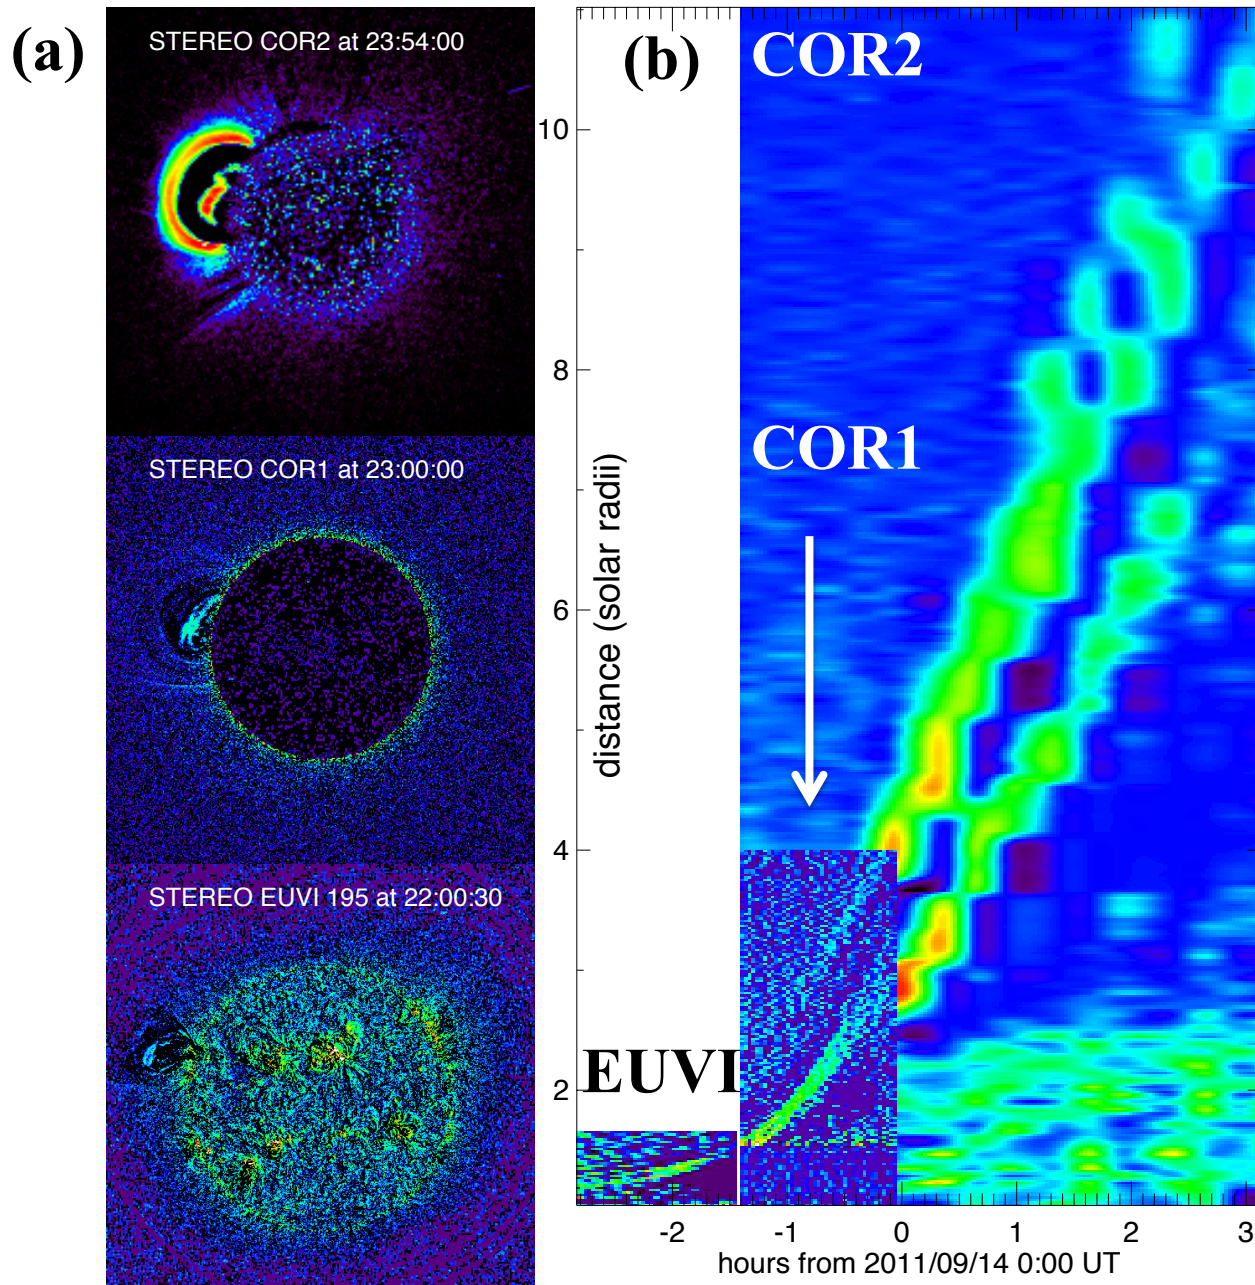 (a)
STEREO COR2 at 23:54:00
STEREO COR1 at 23:00:00
STEREO EUVI 195 at 22:00:30
(b)
COR2
COR1
EUVI
distance (solar radii)
10
8
6
4
2
-2 -1 0 1 2 3
hours from 2011/09/14 0:00 UT